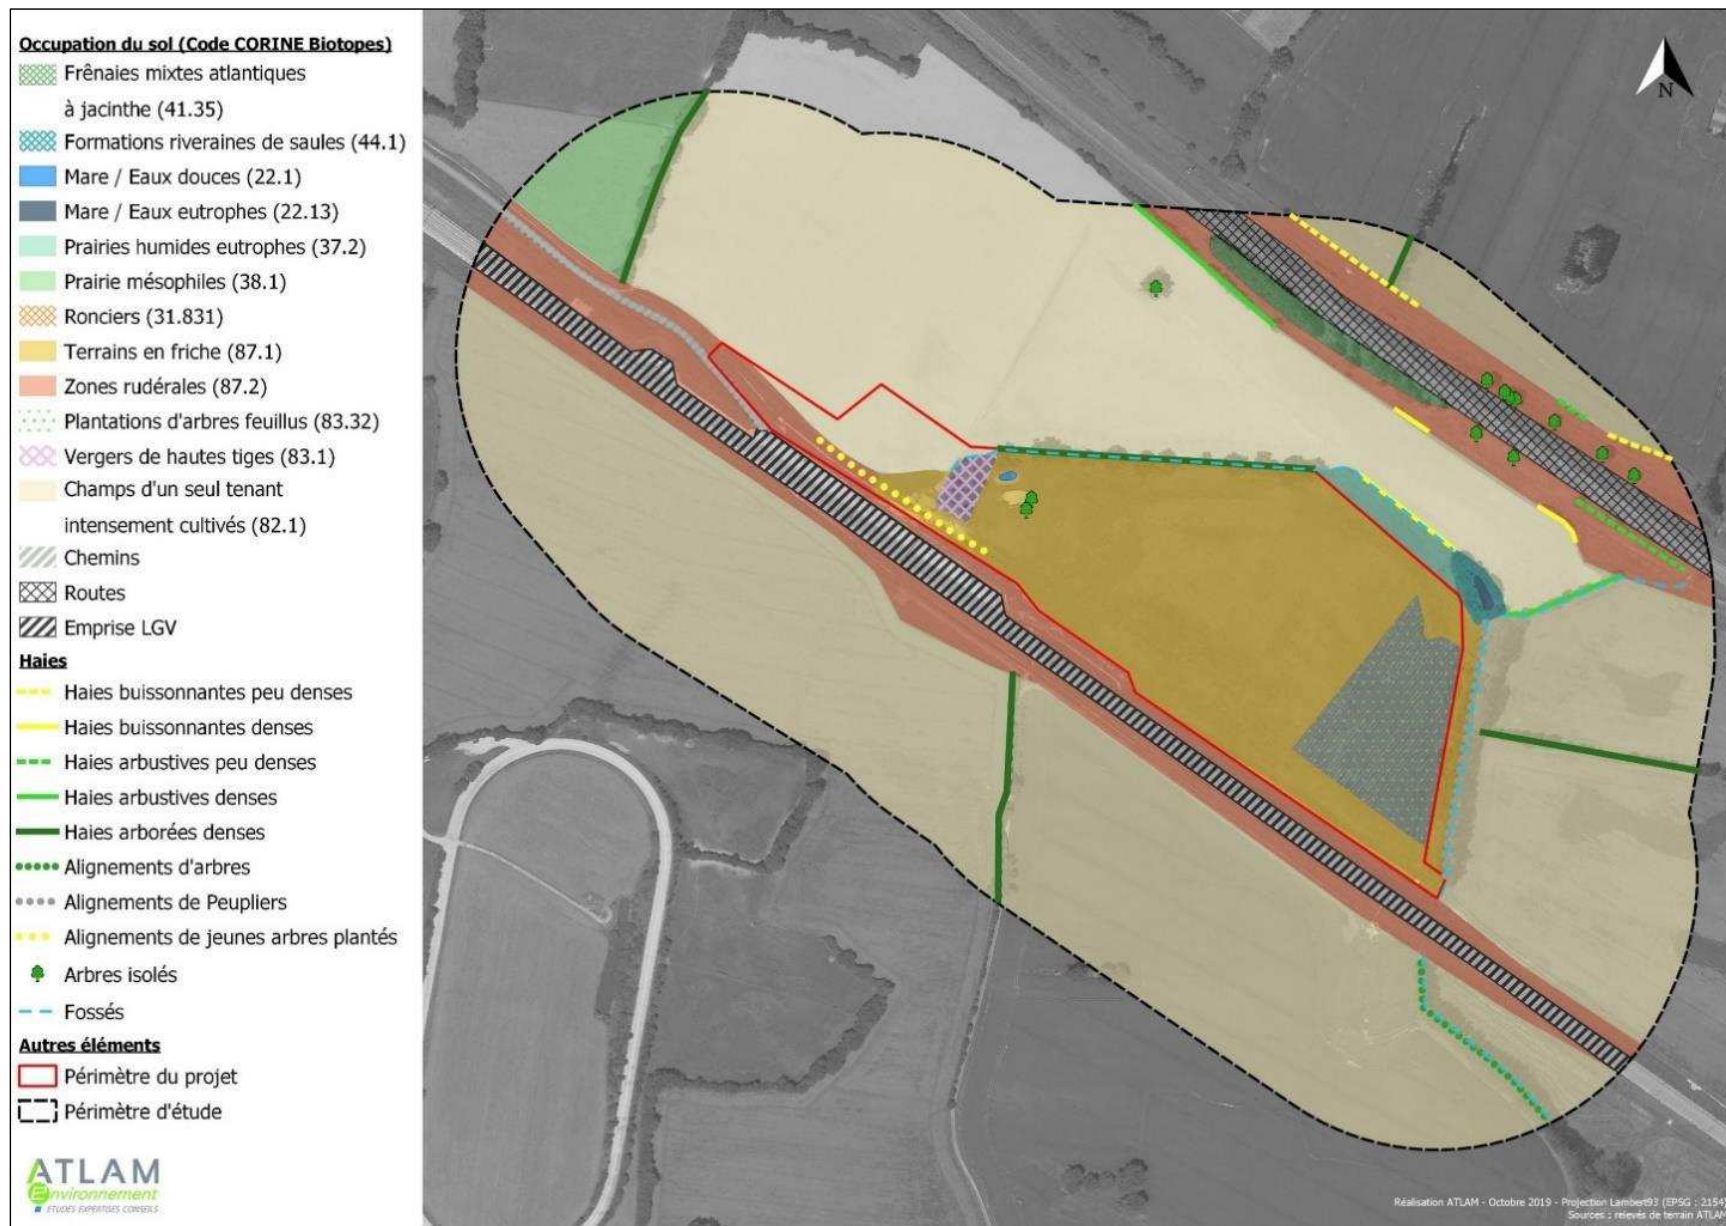 Occupation du sol (Code CORINE Biotopes)
Frênaies mixtes atlantiques
à jacinthe (41.35)
Formations riveraines de saules (44.1)
Mare / Eaux douces (22.1)
Mare / Eaux eutrophes (22.13)
Prairies humides eutrophes (37.2)
Prairie mésophiles (38.1)
Ronciers (31.831)
Terrains en friche (87.1)
Zones rudérales (87.2)
Plantations d'arbres feuillus (83.32)
Vergers de hautes tiges (83.1)
Champs d'un seul tenant
intensement cultivés (82.1)
Chemins
Routes
Emprise LGV
Haies
Haies buissonnantes peu denses
Haies buissonnantes denses
Haies arbustives peu denses
Haies arbustives denses
Haies arborées denses
Alignements d'arbres
Alignements de Peupliers
Alignements de jeunes arbres plantés
Arbres isolés
Fossés
Autres éléments
Périmètre du projet
Périmètre d'étude
ATLAM
Environnement
ETUDES EXPERTISES CONSEILS
N
Réalisation ATLAM - Octobre 2019 - Projection Lambert93 (EPSG : 2154)
Sources : relevés de terrain ATLAM